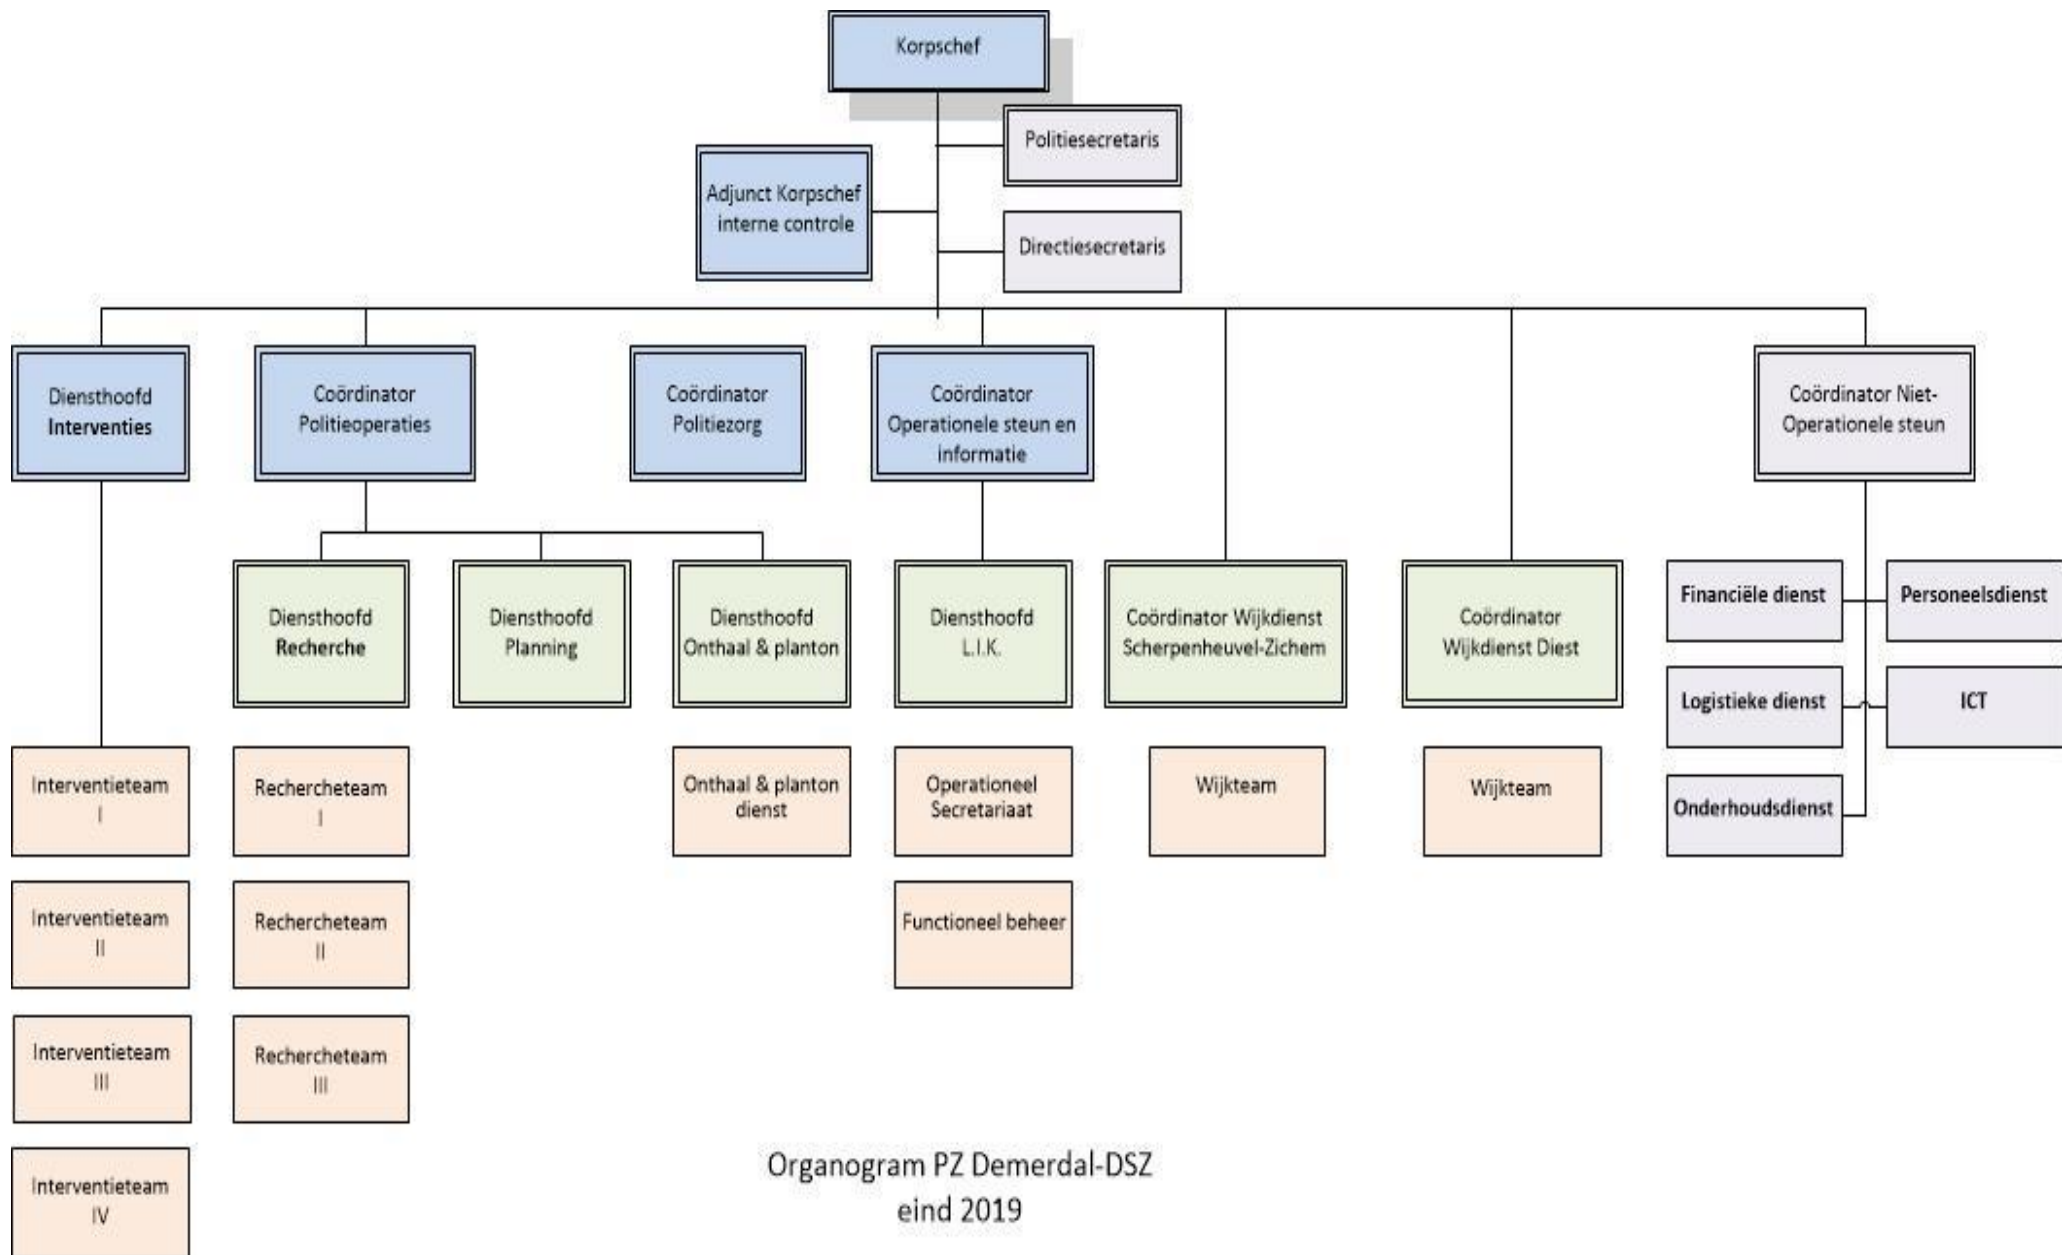 Korpschef
Politiesecretaris
Adjunct Korpschef
interne controle
Directiesecretaris
Diensthoofd
Interventies
Coördinator
Politieoperaties
Coördinator
Politiezorg
Coördinator
Operationele steun en
informatie
Coördinator Niet-
Operationele steun
Diensthoofd
Recherche
Diensthoofd
Planning
Diensthoofd
Onthaal & planton
Diensthoofd
L.I.K.
Coördinator Wijkdienst
Scherpenheuvel-Zichem
Coördinator
Wijkdienst Diest
Financiële dienst
Personeelsdienst
Logistieke dienst
ICT
Onderhoudsdienst
Interventieteam
I
Rechercheteam
I
Onthaal & planton
dienst
Operationeel
Secretariaat
Wijkteam
Wijkteam
Interventieteam
II
Rechercheteam
II
Functioneel beheer
Interventieteam
III
Rechercheteam
III
Interventieteam
IV
Organogram PZ Demerdal-DSZ
eind 2019